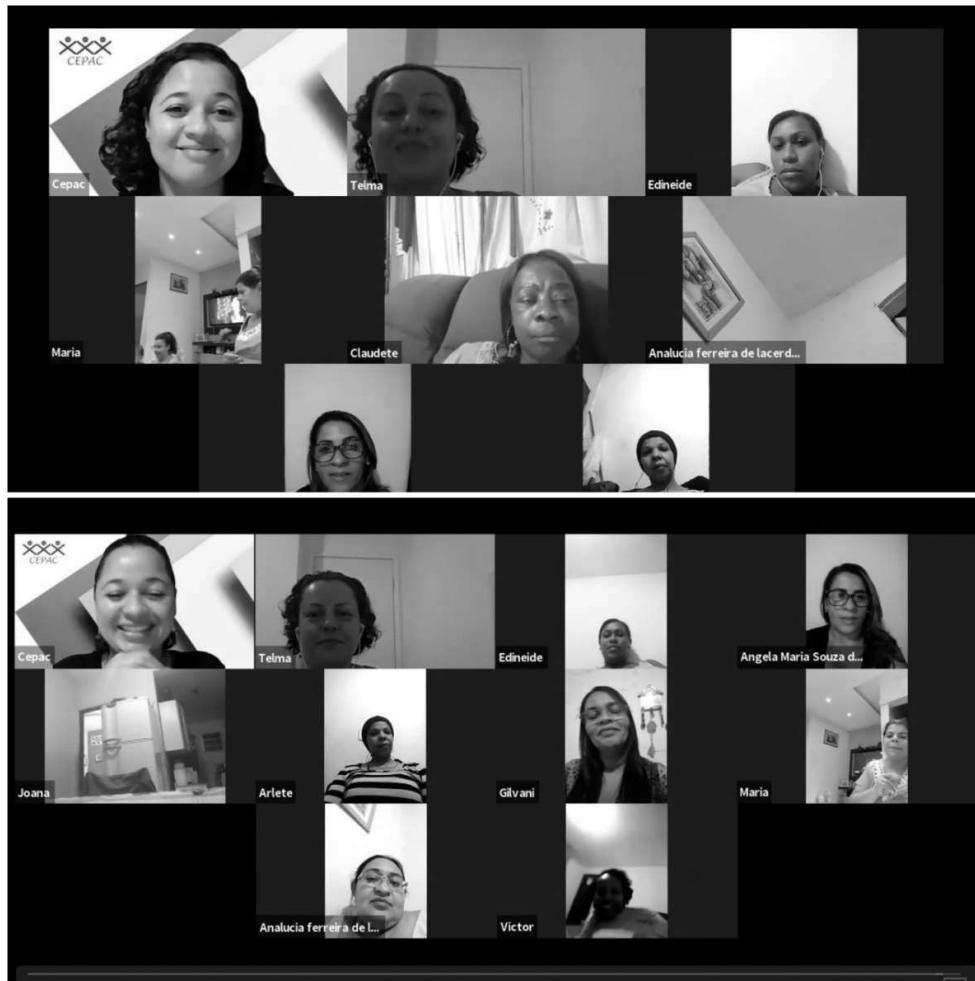 CEPAC
Cepac
Telma
Edineide
Maria
Claudete
Analucia ferreira de lacerd...
CEPAC
Cepac
Telma
Edineide
Angela Maria Souza d...
Joana
Arlete
Gilvani
Maria
Analucia ferreira de l...
Victor